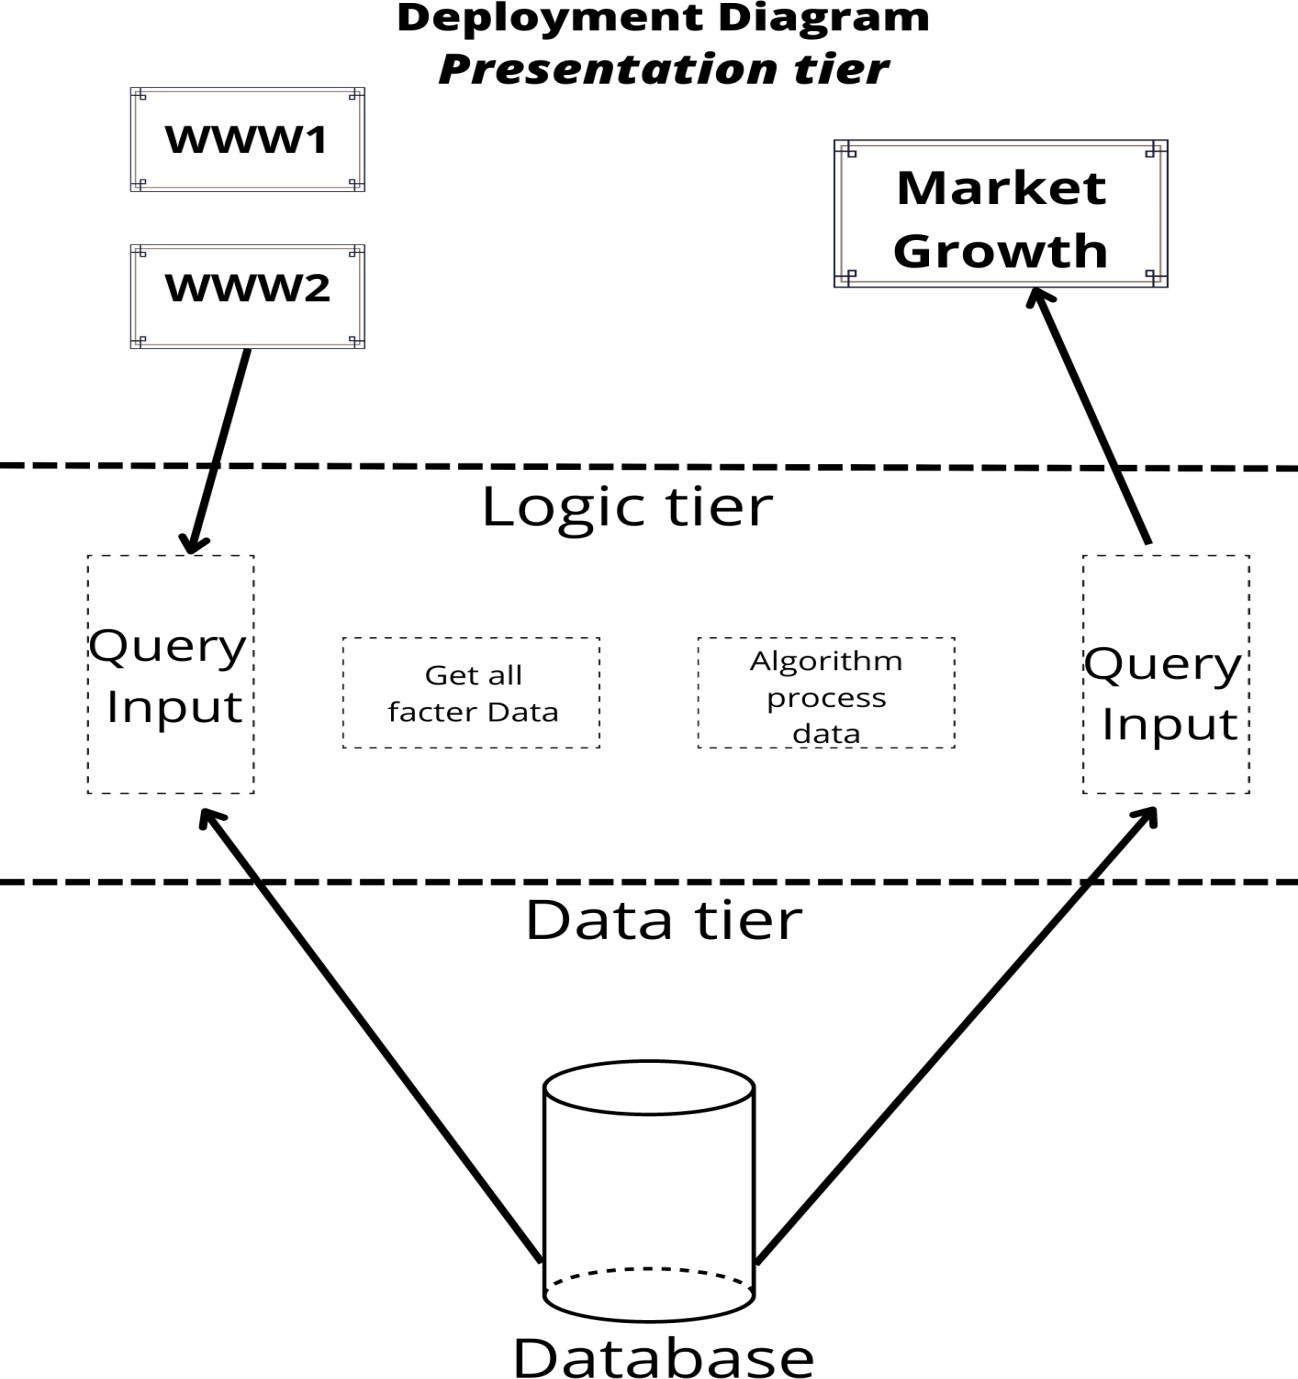 Deployment Diagram
Presentation tier
WWW1
WWW2
Market
Growth
Logic tier
Query
Input
Get all
facter Data
Algorithm
process
data
Query
Input
Data tier
Database